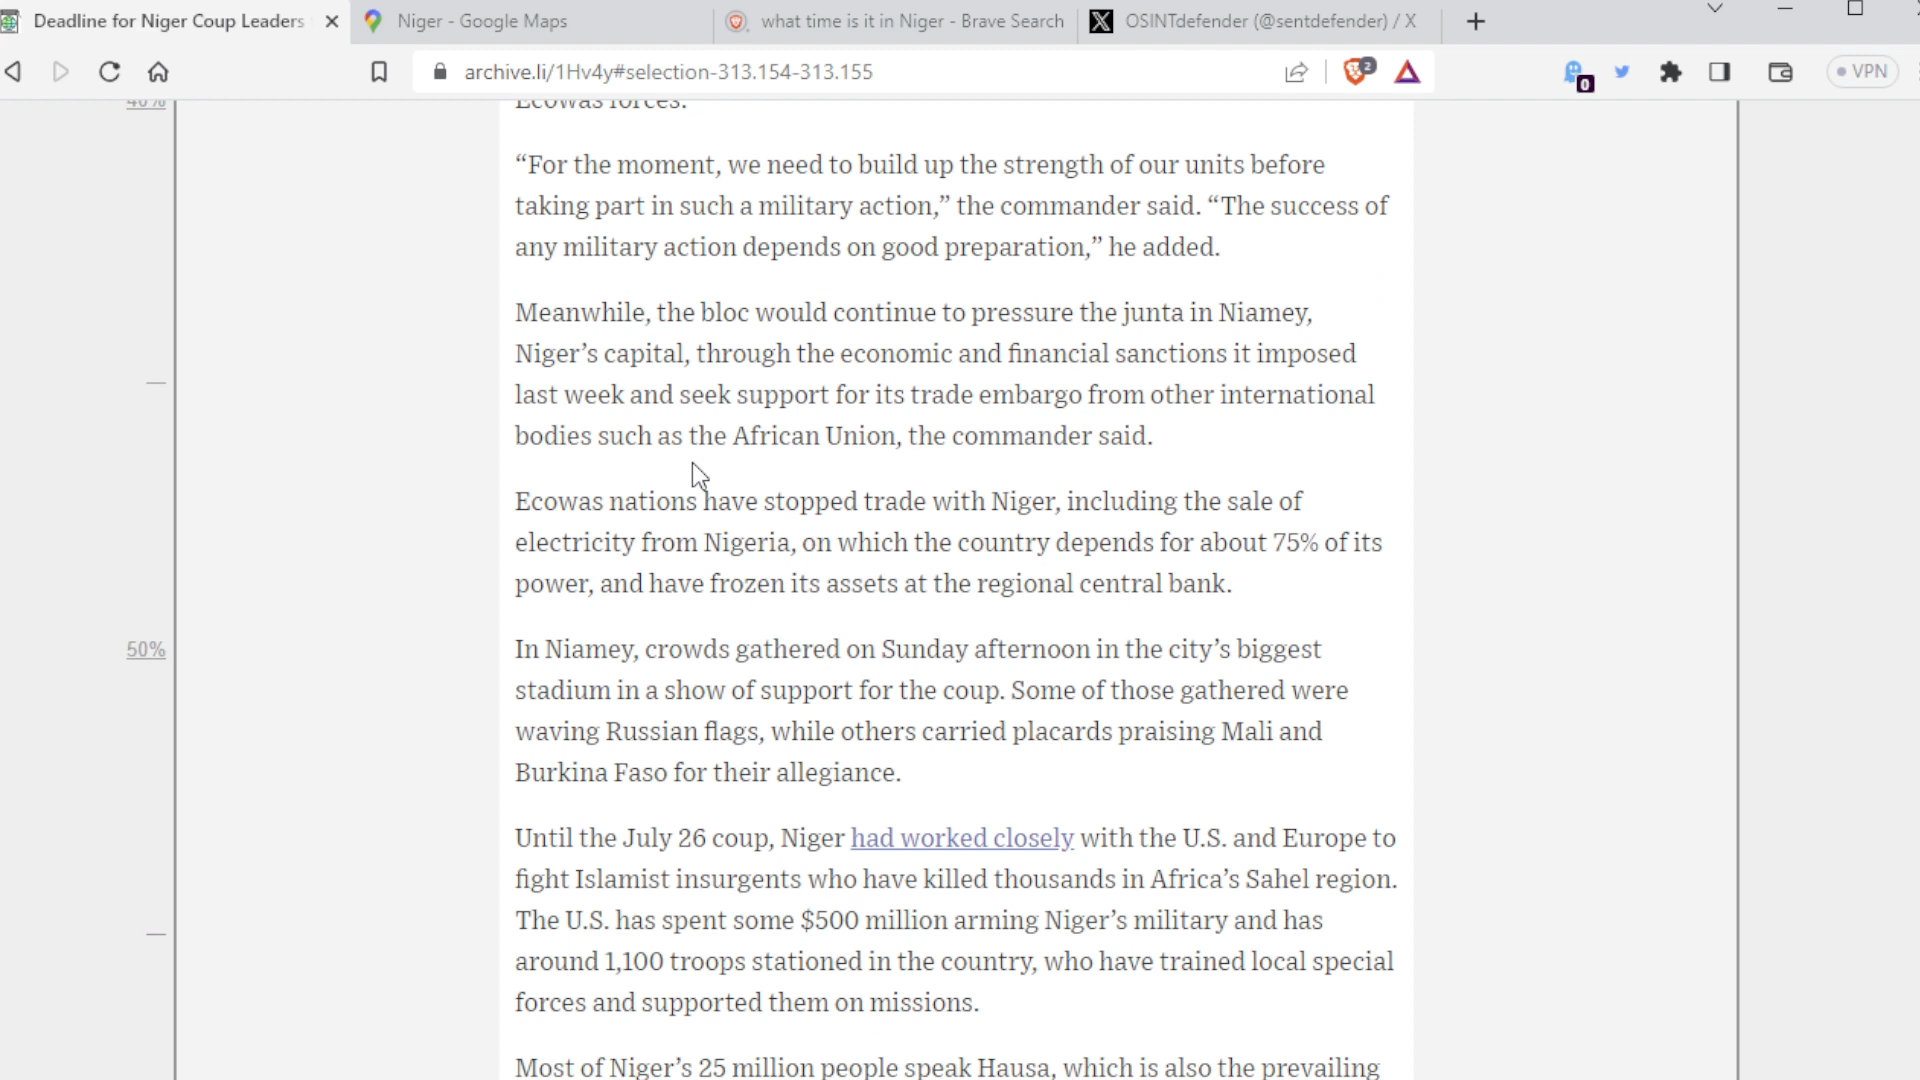 Deadline for Niger Coup Leaders
Niger - Google Maps
what time is it in Niger - Brave Search
OSINTdefender (@sentdefender) / X
archive.li/1Hv4y#selection-313.154-313.155
2
0
VPN
40%
Ecowas forces.
“For the moment, we need to build up the strength of our units before
taking part in such a military action,” the commander said. “The success of
any military action depends on good preparation,” he added.
Meanwhile, the bloc would continue to pressure the junta in Niamey,
Niger’s capital, through the economic and financial sanctions it imposed
last week and seek support for its trade embargo from other international
bodies such as the African Union, the commander said.
Ecowas nations have stopped trade with Niger, including the sale of
electricity from Nigeria, on which the country depends for about 75% of its
power, and have frozen its assets at the regional central bank.
50%
In Niamey, crowds gathered on Sunday afternoon in the city’s biggest
stadium in a show of support for the coup. Some of those gathered were
waving Russian flags, while others carried placards praising Mali and
Burkina Faso for their allegiance.
Until the July 26 coup, Niger had worked closely with the U.S. and Europe to
fight Islamist insurgents who have killed thousands in Africa’s Sahel region.
The U.S. has spent some $500 million arming Niger’s military and has
around 1,100 troops stationed in the country, who have trained local special
forces and supported them on missions.
Most of Niger’s 25 million people speak Hausa, which is also the prevailing